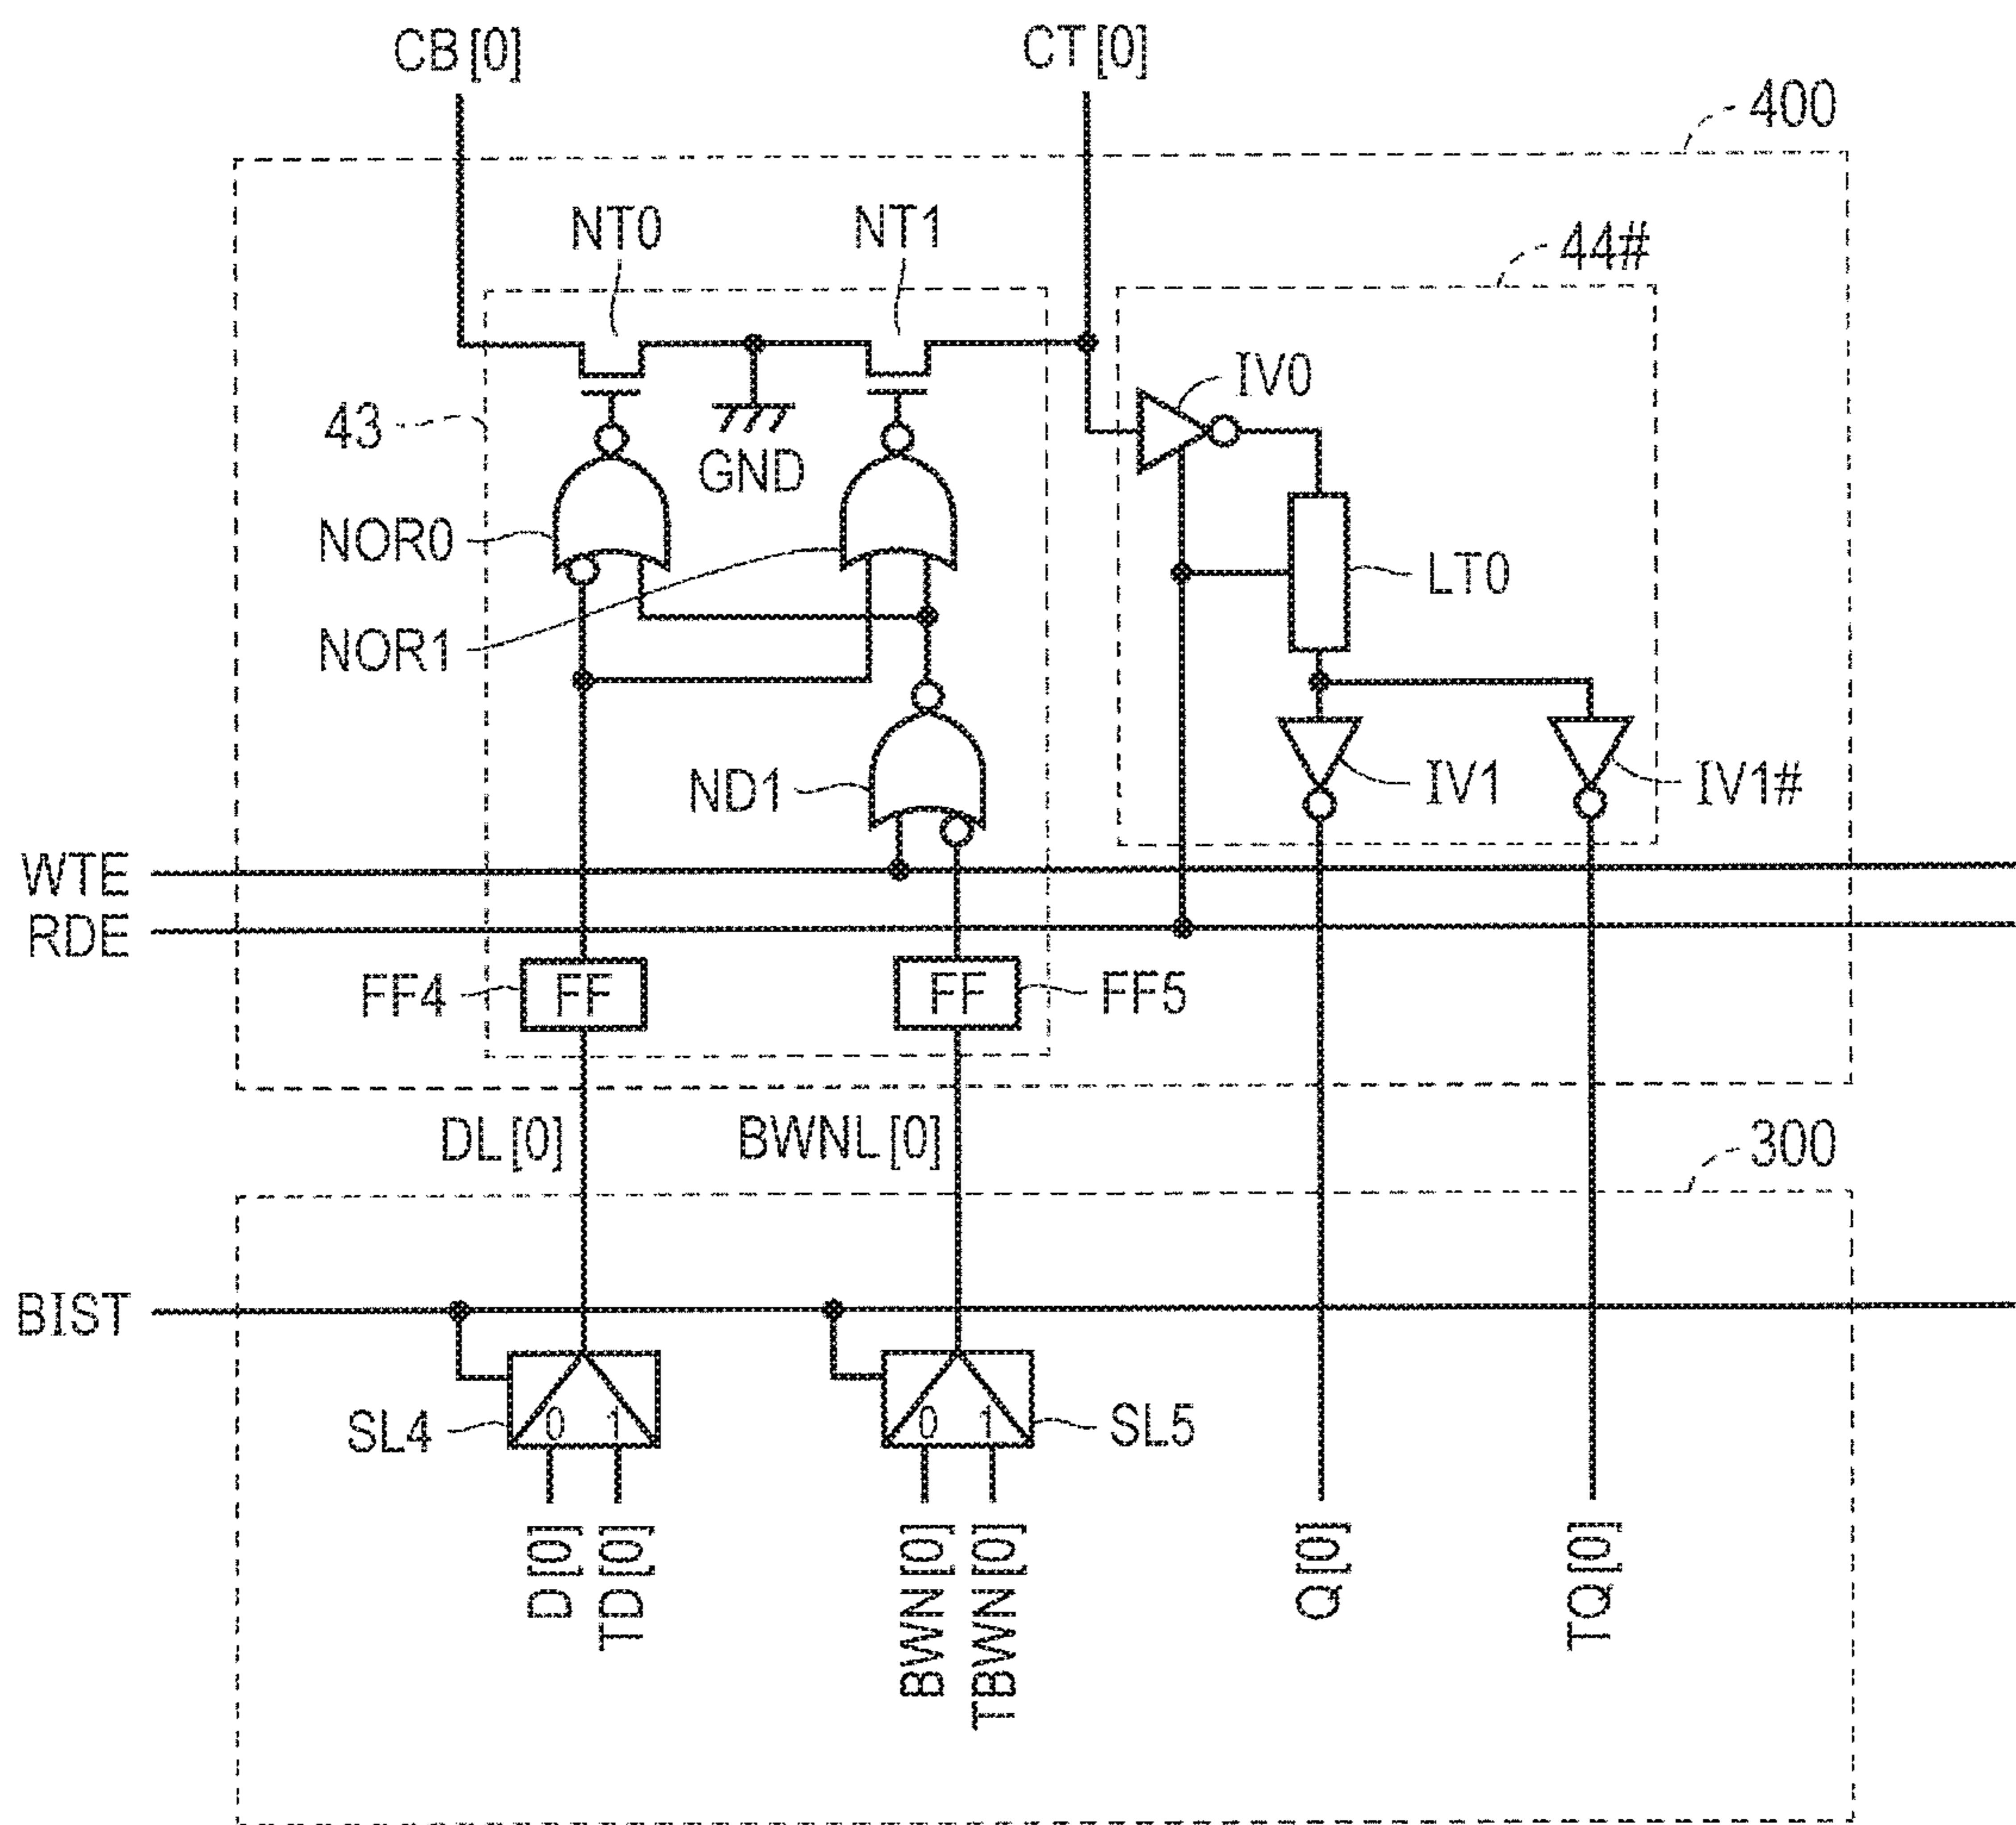 CB[0]
CT[0]
400
NT0
NT1
44#
IV0
43
GND
NOR0
LT0
NOR1
ND1
IV1
IV1#
WTE
RDE
FF4
FF
FF
FF5
DL[0]
BWNL[0]
300
BIST
SL4
0
1
0
1
SL5
D[0]
TD[0]
BWN[0]
TBWN[0]
Q[0]
TQ[0]